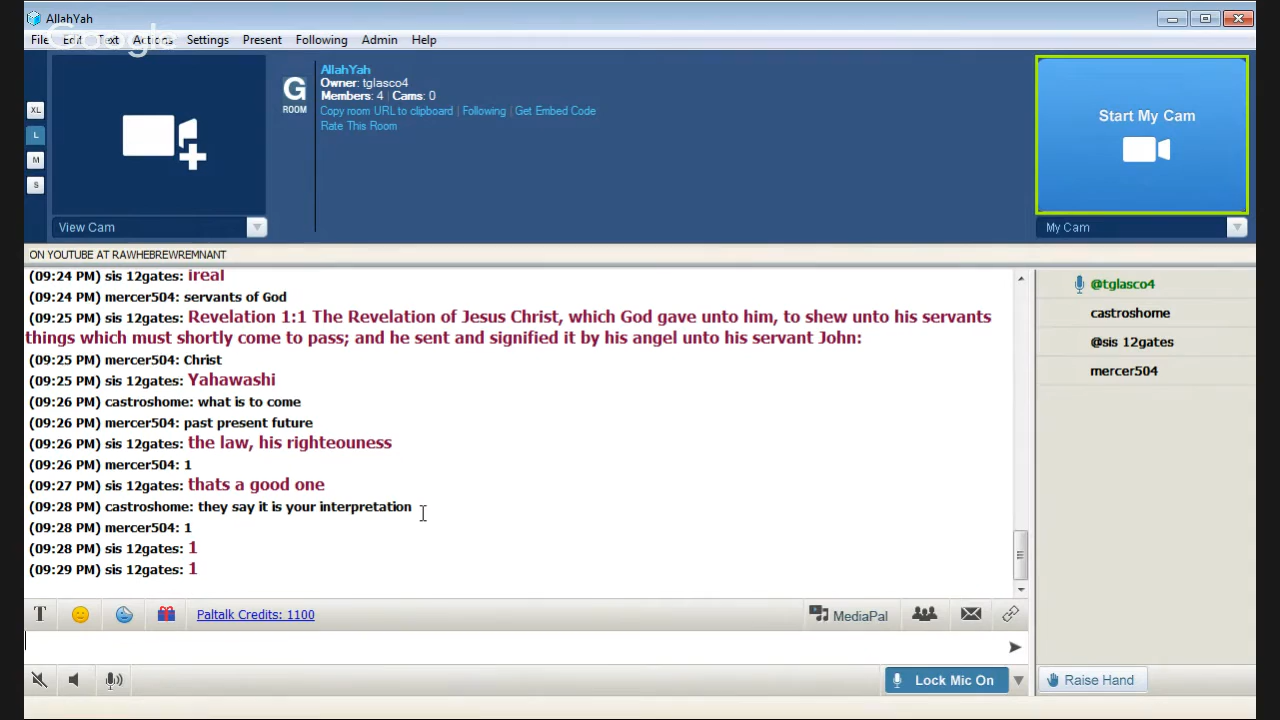 AllahYah
Google
File Edit Text Actions Settings Present Following Admin Help
XL
L
M
S
View Cam
G
ROOM
AllahYah
Owner: tglasco4
Members: 4 | Cams: 0
Copy room URL to clipboard | Following | Get Embed Code
Rate This Room
Start My Cam
My Cam
ON YOUTUBE AT RAWHEBREWREMNANT
(09:24 PM) sis 12gates: ireal
(09:24 PM) mercer504: servants of God
(09:25 PM) sis 12gates: Revelation 1:1 The Revelation of Jesus Christ, which God gave unto him, to shew unto his servants
things which must shortly come to pass; and he sent and signified it by his angel unto his servant John:
(09:25 PM) mercer504: Christ
(09:25 PM) sis 12gates: Yahawashi
(09:26 PM) castroshome: what is to come
(09:26 PM) mercer504: past present future
(09:26 PM) sis 12gates: the law, his righteouness
(09:26 PM) mercer504: 1
(09:27 PM) sis 12gates: thats a good one
(09:28 PM) castroshome: they say it is your interpretation
(09:28 PM) mercer504: 1
(09:28 PM) sis 12gates: 1
(09:29 PM) sis 12gates: 1
@tglasco4
castroshome
@sis 12gates
mercer504
T
Paltalk Credits: 1100
MediaPal
Lock Mic On
Raise Hand